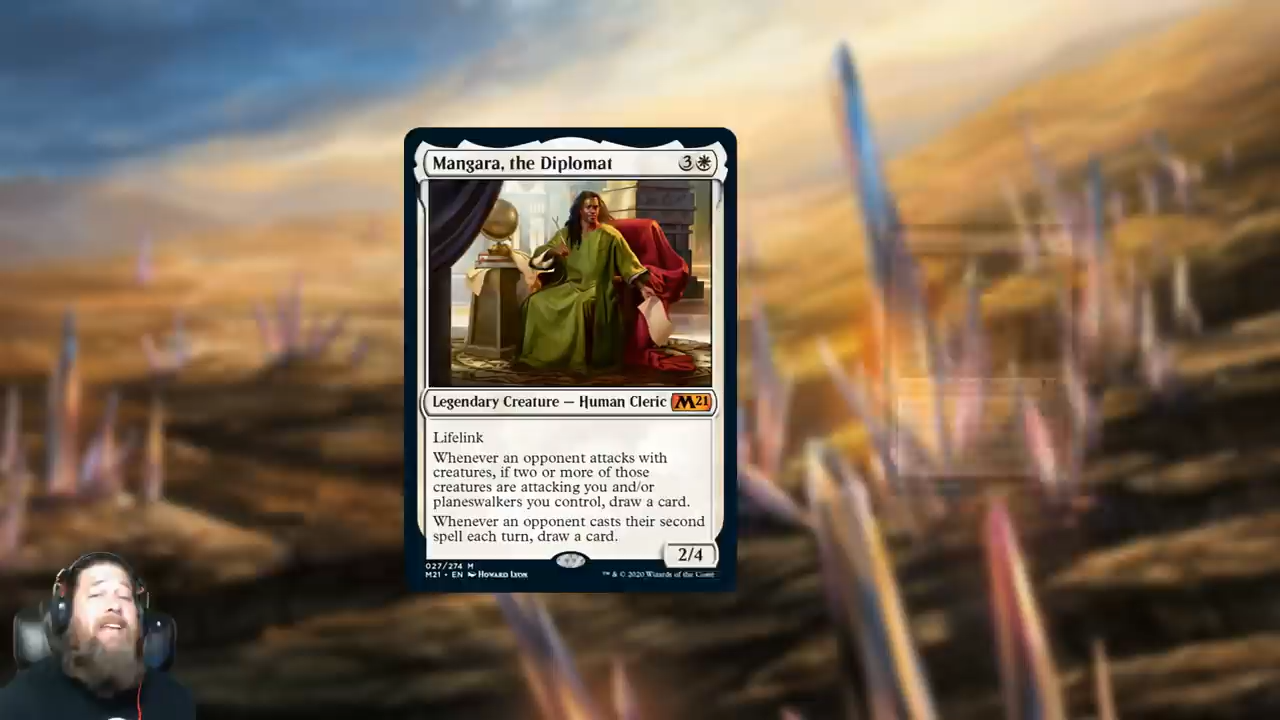 Mangara, the Diplomat 3
Legendary Creature — Human Cleric M21
Lifelink
Whenever an opponent attacks with
creatures, if two or more of those
creatures are attacking you and/or
planeswalkers you control, draw a card.
Whenever an opponent casts their second
spell each turn, draw a card.
2/4
027/274 M
M21 • EN Howard Lyon ™ & © 2020 Wizards of the Coast